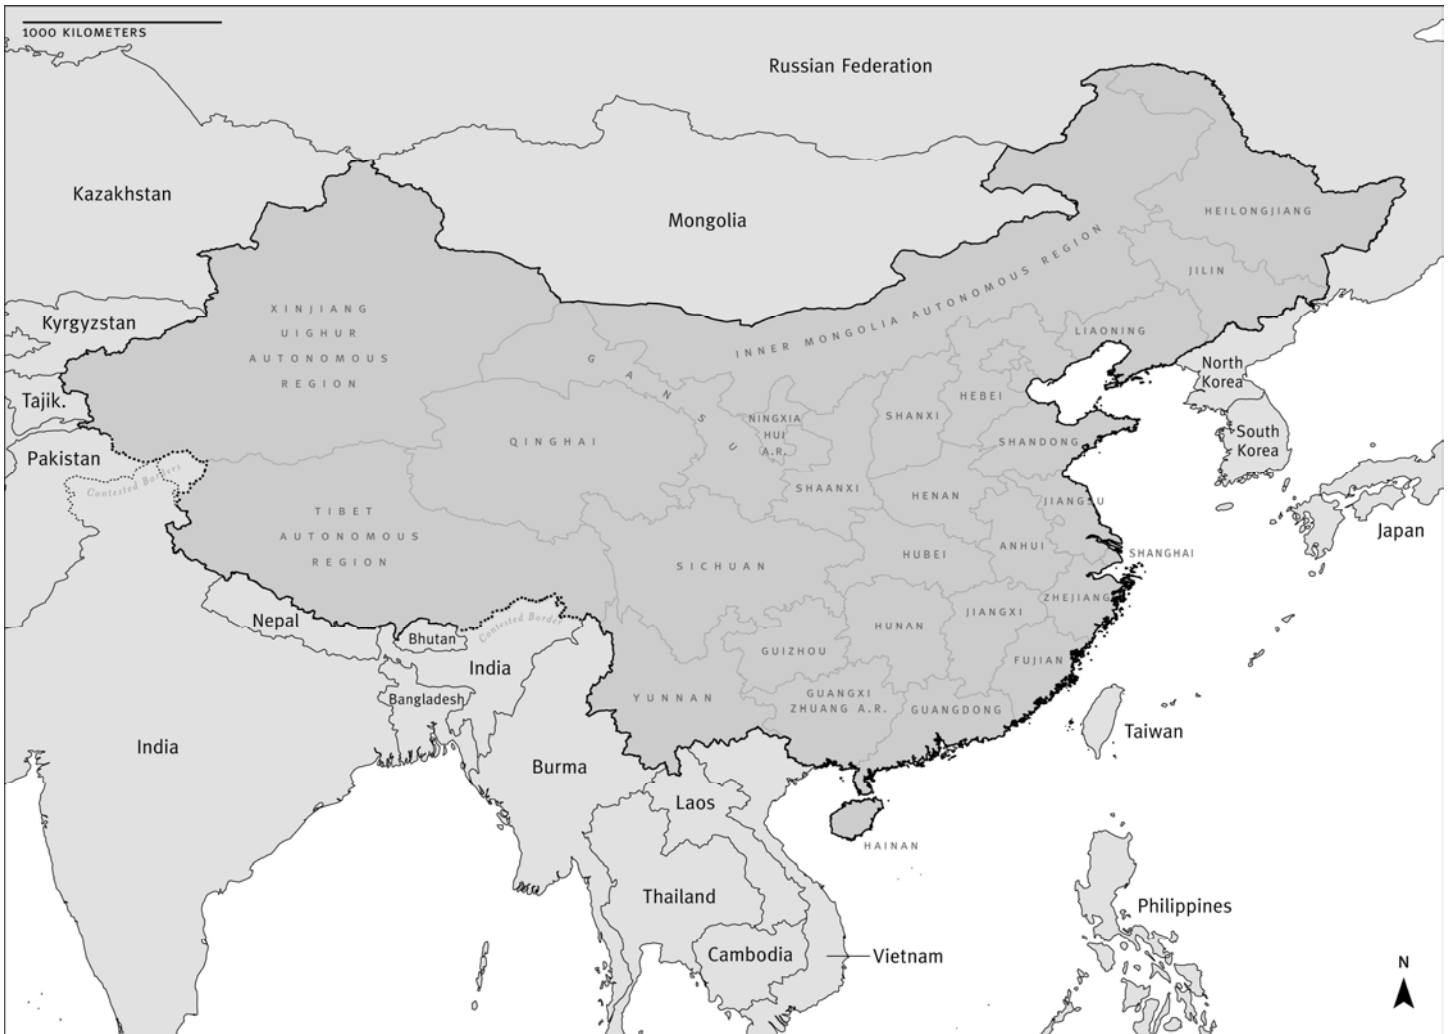 1000 KILOMETERS
Russian Federation
Kazakhstan
Mongolia
HEILONGJIANG
JILIN
INNER MONGOLIA AUTONOMOUS REGION
LIAONING
XINJIANG
UIGHUR
AUTONOMOUS
REGION
Kyrgyzstan
Tajik.
Pakistan
Contested Borders
GANSU
NINGXIA
HUI
A.R.
SHANXI
HEBEI
SHANDONG
North
Korea
South
Korea
Japan
QINGHAI
SHAANXI
HENAN
JIANGSU
TIBET
AUTONOMOUS
REGION
SICHUAN
HUBEI
ANHUI
SHANGHAI
ZHEJIANG
Nepal
Bhutan
Contested Border
India
Bangladesh
HUNAN
JIANGXI
GUIZHOU
FUJIAN
YUNNAN
GUANGXI
ZHUANG A.R.
GUANGDONG
Taiwan
India
Burma
Laos
HAINAN
Thailand
Cambodia
Vietnam
Philippines
N